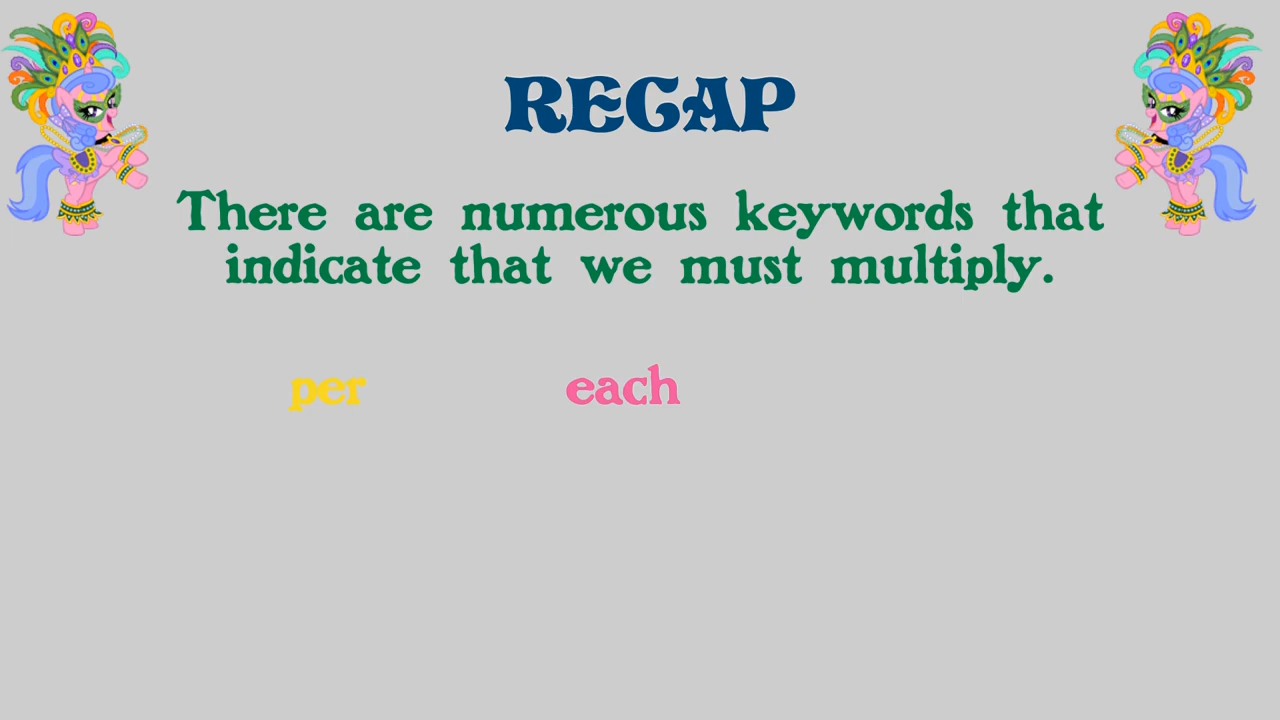 RECAP
There are numerous keywords that
indicate that we must multiply.
per each